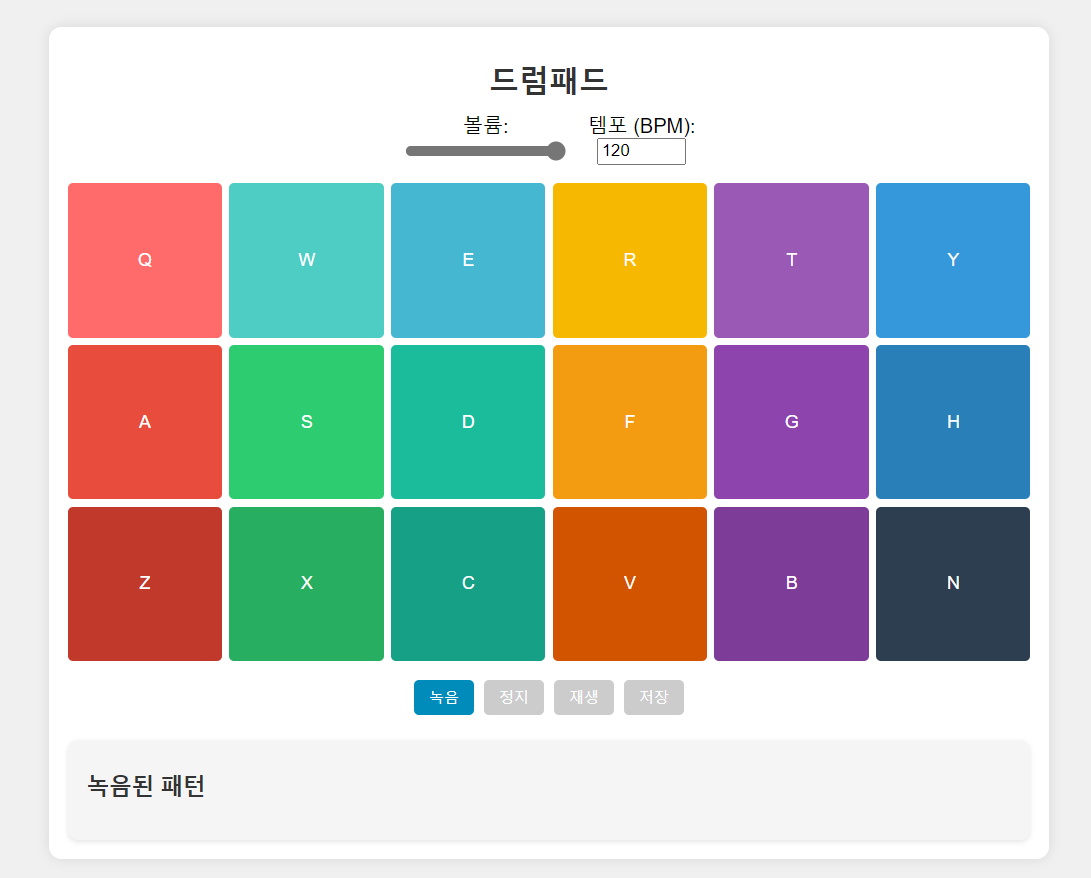 드럼패드
볼륨: 템포 (BPM):
120
Q W E R T Y
A S D F G H
Z X C V B N
녹음 정지 재생 저장
녹음된 패턴